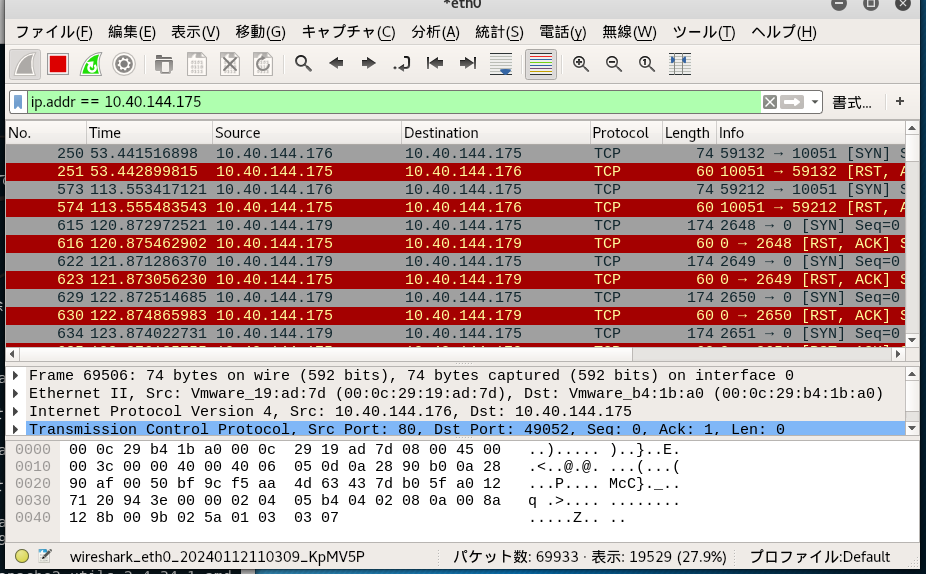 *eth0
ファイル(F) 編集(E) 表示(V) 移動(G) キャプチャ(C) 分析(A) 統計(S) 電話(y) 無線(W) ツール(T) ヘルプ(H)
ip.addr == 10.40.144.175 書式... +
No. Time Source Destination Protocol Length Info
250 53.441516898 10.40.144.176 10.40.144.175 TCP 74 59132 → 10051 [SYN] S
251 53.442899815 10.40.144.175 10.40.144.176 TCP 60 10051 → 59132 [RST, A
573 113.553417121 10.40.144.176 10.40.144.175 TCP 74 59212 → 10051 [SYN] S
574 113.555483543 10.40.144.175 10.40.144.176 TCP 60 10051 → 59212 [RST, A
615 120.872972521 10.40.144.179 10.40.144.175 TCP 174 2648 → 0 [SYN] Seq=0
616 120.875462902 10.40.144.175 10.40.144.179 TCP 60 0 → 2648 [RST, ACK] S
622 121.871286370 10.40.144.179 10.40.144.175 TCP 174 2649 → 0 [SYN] Seq=0
623 121.873056230 10.40.144.175 10.40.144.179 TCP 60 0 → 2649 [RST, ACK] S
629 122.872514685 10.40.144.179 10.40.144.175 TCP 174 2650 → 0 [SYN] Seq=0
630 122.874865983 10.40.144.175 10.40.144.179 TCP 60 0 → 2650 [RST, ACK] S
634 123.874022731 10.40.144.179 10.40.144.175 TCP 174 2651 → 0 [SYN] Seq=0
Frame 69506: 74 bytes on wire (592 bits), 74 bytes captured (592 bits) on interface 0
Ethernet II, Src: Vmware_19:ad:7d (00:0c:29:19:ad:7d), Dst: Vmware_b4:1b:a0 (00:0c:29:b4:1b:a0)
Internet Protocol Version 4, Src: 10.40.144.176, Dst: 10.40.144.175
Transmission Control Protocol, Src Port: 80, Dst Port: 49052, Seq: 0, Ack: 1, Len: 0
0000 00 0c 29 b4 1b a0 00 0c 29 19 ad 7d 08 00 45 00 ..)..... )..}..E.
0010 00 3c 00 00 40 00 40 06 05 0d 0a 28 90 b0 0a 28 .<..@.@. ...(...(
0020 90 af 00 50 bf 9c f5 aa 4d 63 43 7d b0 5f a0 12 ...P.... McC}._..
0030 71 20 94 3e 00 00 02 04 05 b4 04 02 08 0a 00 8a q .>.... ........
0040 12 8b 00 9b 02 5a 01 03 03 07 .....Z.. ..
wireshark_eth0_20240112110309_KpMV5P パケット数: 69933 · 表示: 19529 (27.9%) プロファイル:Default